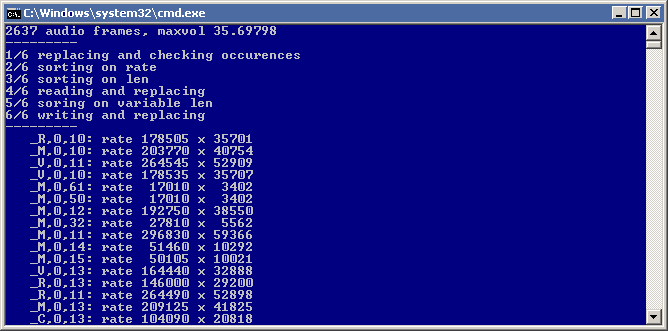 C:\Windows\system32\cmd.exe
2637 audio frames, maxvol 35.69798
---------
1/6 replacing and checking occurences
2/6 sorting on rate
3/6 sorting on len
4/6 reading and replacing
5/6 soring on variable len
6/6 writing and replacing
---------
_R,0,10: rate 178505 x 35701
_M,0,10: rate 203770 x 40754
_V,0,11: rate 264545 x 52909
_V,0,10: rate 178535 x 35707
_M,0,61: rate  17010 x  3402
_M,0,50: rate  17010 x  3402
_M,0,12: rate 192750 x 38550
_M,0,32: rate  27810 x  5562
_M,0,11: rate 296830 x 59366
_M,0,14: rate  51460 x 10292
_M,0,15: rate  50105 x 10021
_V,0,13: rate 164440 x 32888
_R,0,13: rate 146000 x 29200
_R,0,11: rate 264490 x 52898
_M,0,13: rate 209125 x 41825
_C,0,13: rate 104090 x 20818